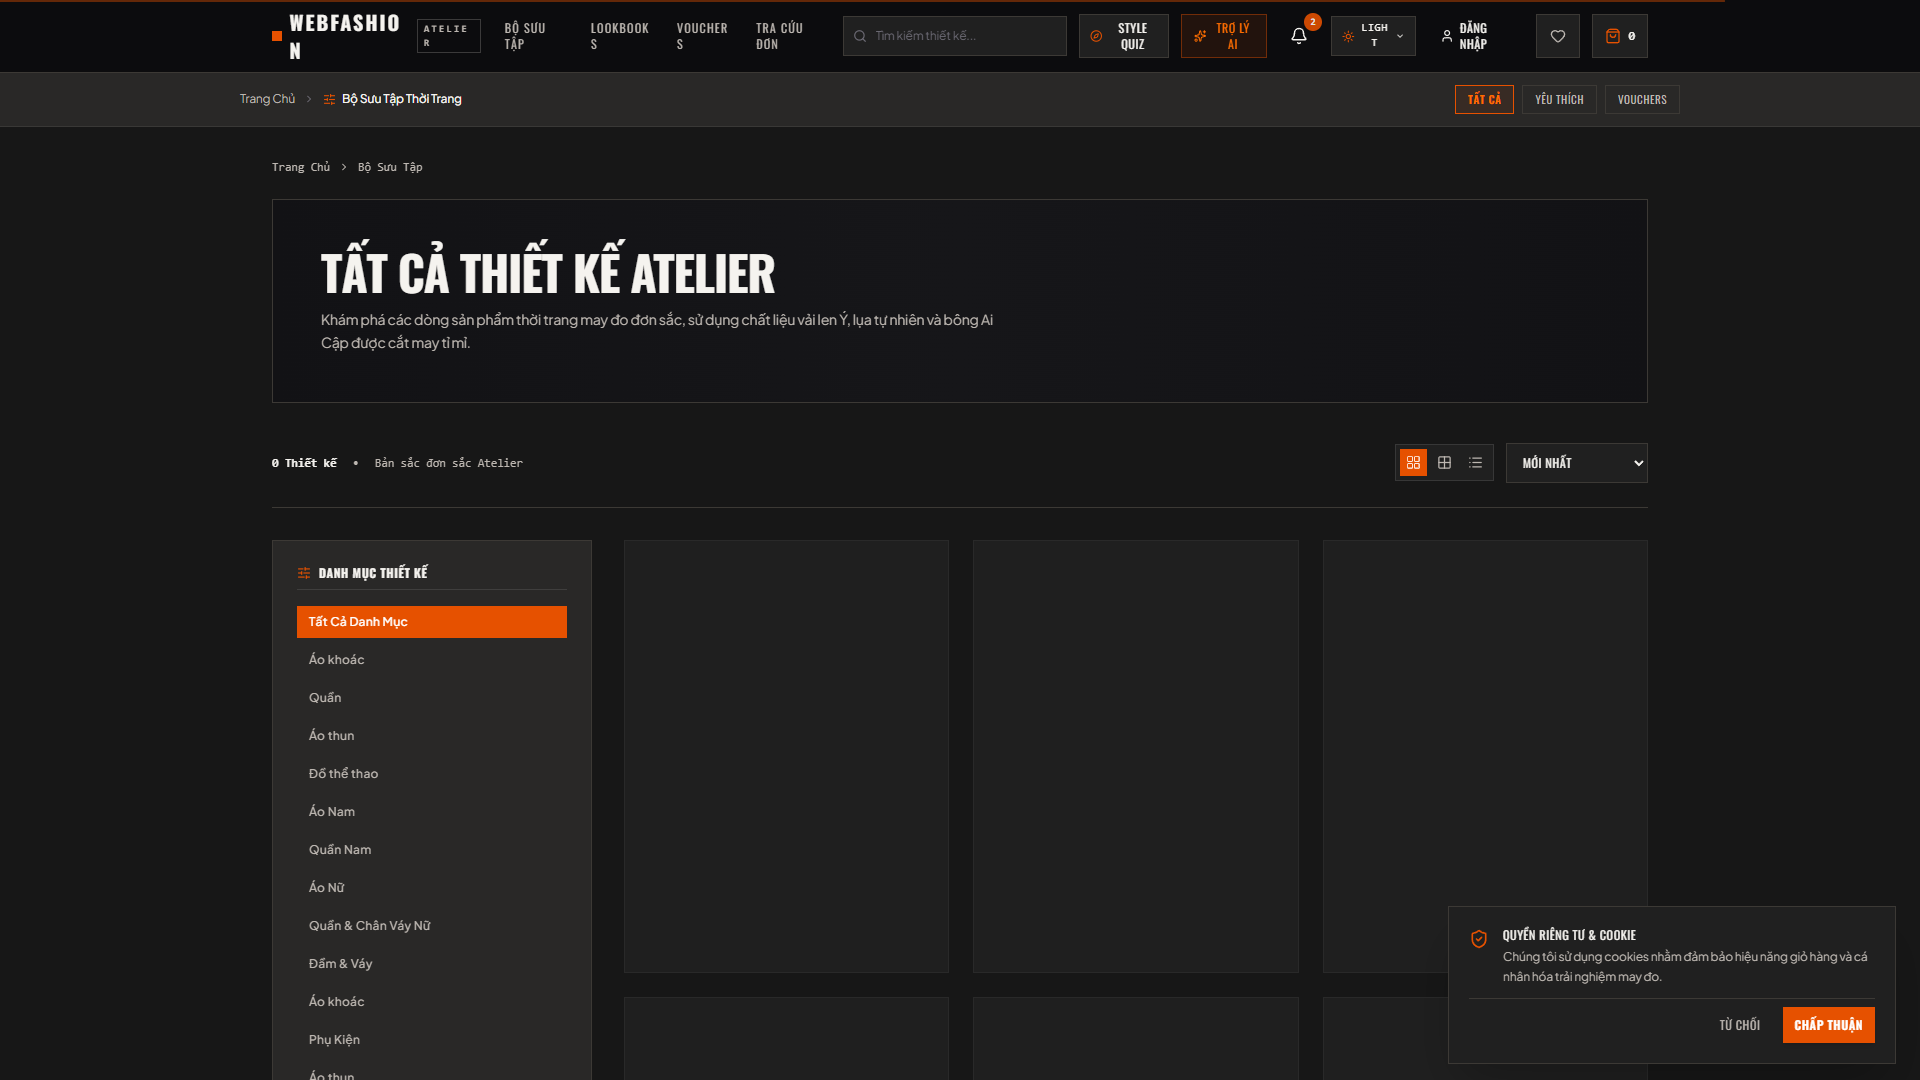 WEBFASHIO
N
ATELIE
R
BỘ SƯU
TẬP
LOOKBOOK
S
VOUCHER
S
TRA CỨU
ĐƠN
Tìm kiếm thiết kế...
STYLE
QUIZ
TRỢ LÝ
AI
2
LIGH
T
ĐĂNG
NHẬP
0
Trang Chủ
Bộ Sưu Tập Thời Trang
TẤT CẢ
YÊU THÍCH
VOUCHERS
Trang Chủ > Bộ Sưu Tập
TẤT CẢ THIẾT KẾ ATELIER
Khám phá các dòng sản phẩm thời trang may đo đơn sắc, sử dụng chất liệu vải len Ý, lụa tự nhiên và bông Ai
Cập được cắt may tỉ mỉ.
0 Thiết kế • Bản sắc đơn sắc Atelier
MỚI NHẤT
DANH MỤC THIẾT KẾ
Tất Cả Danh Mục
Áo khoác
Quần
Áo thun
Đồ thể thao
Áo Nam
Quần Nam
Áo Nữ
Quần & Chân Váy Nữ
Đầm & Váy
Áo khoác
Phụ Kiện
Áo thun
QUYỀN RIÊNG TƯ & COOKIE
Chúng tôi sử dụng cookies nhằm đảm bảo hiệu năng giỏ hàng và cá
nhân hóa trải nghiệm may đo.
TỪ CHỐI
CHẤP THUẬN